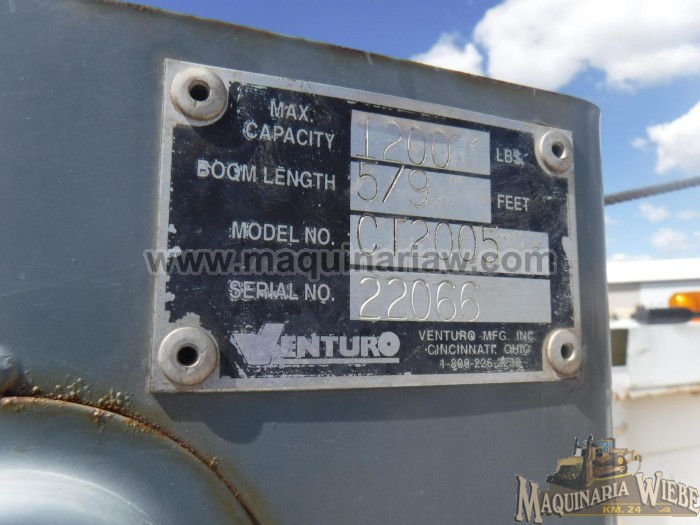 MAX.
CAPACITY 1200 LBS.
BOOM LENGTH 5/9 FEET
MODEL NO. CT2005
www.maquinariaw.com
SERIAL NO. 22066
VENTURO VENTURO MFG. INC.
CINCINNATI, OHIO
MAQUINARIA WIEBE
KM. 24